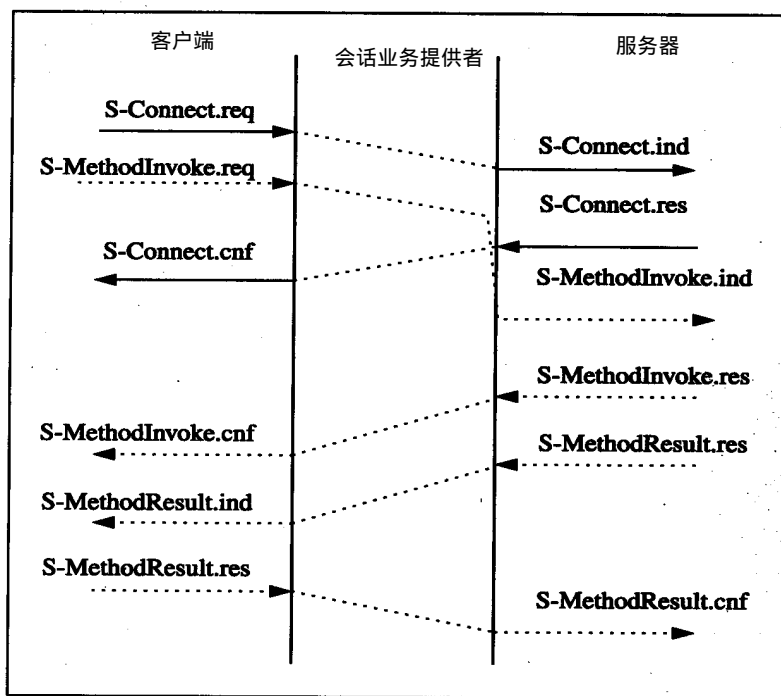 客户端
会话业务提供者
服务器
S-Connect.req
S-Connect.ind
S-MethodInvoke.req
S-Connect.res
S-Connect.cnf
S-MethodInvoke.ind
S-MethodInvoke.res
S-MethodInvoke.cnf
S-MethodResult.res
S-MethodResult.ind
S-MethodResult.res
S-MethodResult.cnf